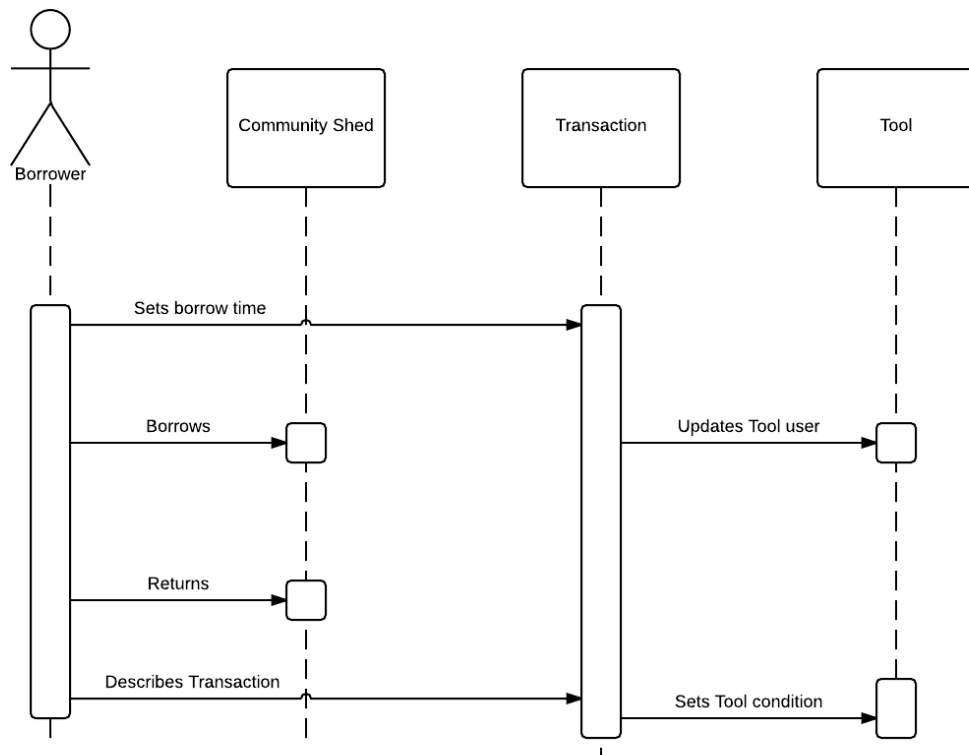 Borrower
Community Shed
Transaction
Tool
Sets borrow time
Borrows
Updates Tool user
Returns
Describes Transaction
Sets Tool condition